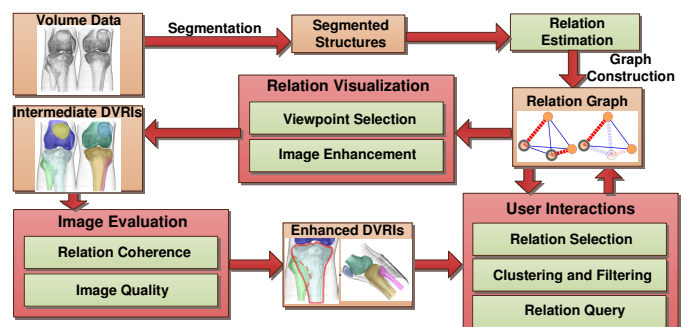 Volume Data
Segmentation
Segmented
Structures
Relation
Estimation
Graph
Construction
Relation Visualization
Viewpoint Selection
Image Enhancement
Relation Graph
Intermediate DVRIs
Image Evaluation
Relation Coherence
Image Quality
Enhanced DVRIs
User Interactions
Relation Selection
Clustering and Filtering
Relation Query